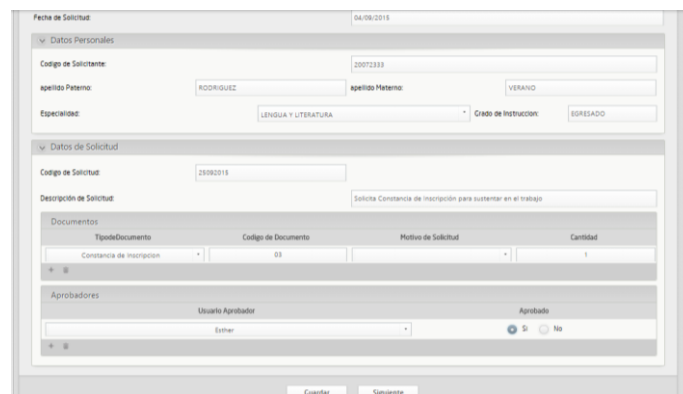 Feche de Solicitud: 04/09/2015
Datos Personales
Codigo de Solicitante: 20072333
apellido Paterno: RODRIGUEZ apellido Materno: VERANO
Especialidad: LENGUA Y LITERATURA Grado de Instruccion: EGRESADO
Datos de Solicitud
Codigo de Solicitud: 25092015
Descripción de Solicitud: Solicita Constancia de inscripción para sustentar en el trabajo
Documentos
TipodeDocumento Codigo de Documento Motivo de Solicitud Cantidad
Constancia de inscripcion 03 1
Aprobadores
Usuario Aprobador Aprobado
Esther Si No
Guardar Siguiente